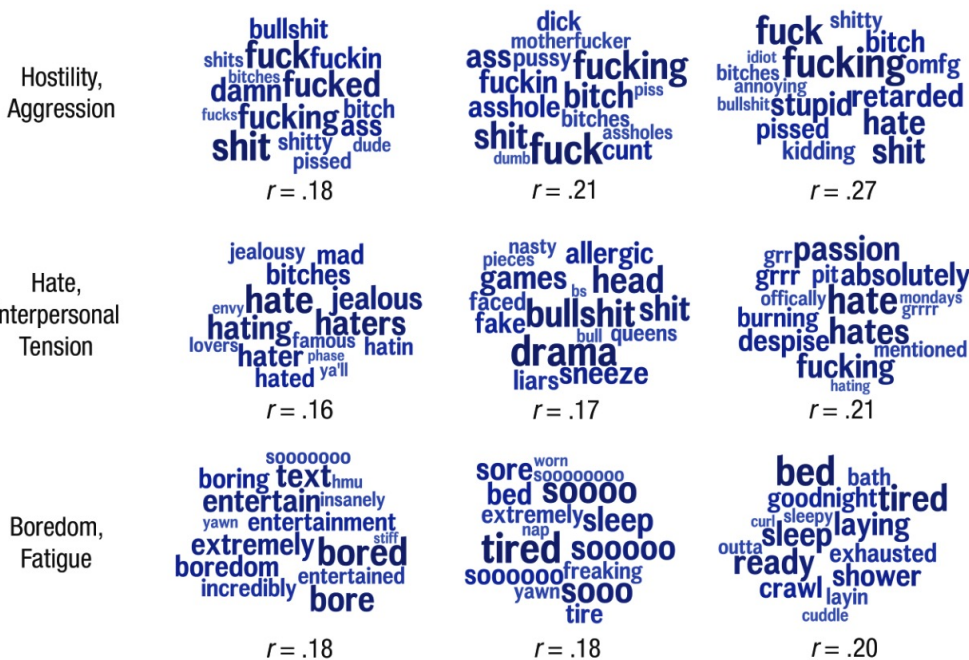 Hostility,
Aggression
bullshit
shits fuck fuckin
bitches
damn fucked
fucks fucking bitch
ass
shit shitty dude
pissed
r = .18
dick
motherfucker
ass pussy fucking
fuckin bitch piss
asshole bitches
shit assholes
dumb fuck cunt
r = .21
fuck shitty
bitch
idiot fucking omfg
bitches annoying
bullshit stupid retarded
pissed hate
kidding shit
r = .27
Hate,
nterpersonal
Tension
jealousy mad
bitches
envy hate jealous
hating haters
lovers famous hatin
hater phase
hated ya'll
r = .16
nasty allergic
pieces
games bs head
faced bullshit shit
fake bull queens
drama
liars sneeze
r = .17
grr passion
grrr pit absolutely
offically hate mondays
grrrr
burning hates
despise mentioned
fucking
hating
r = .21
Boredom,
Fatigue
sooooooo
boring text hmu
entertain insanely
yawn entertainment
stiff
extremely bored
boredom entertained
incredibly bore
r = .18
sore worn
soooooooo
bed soooo
extremely sleep
nap
tired sooooo
soooooo freaking
yawn sooo
tire
r = .18
bed bath
goodnight tired
curl sleepy laying
sleep
outta ready exhausted
crawl shower
layin
cuddle
r = .20